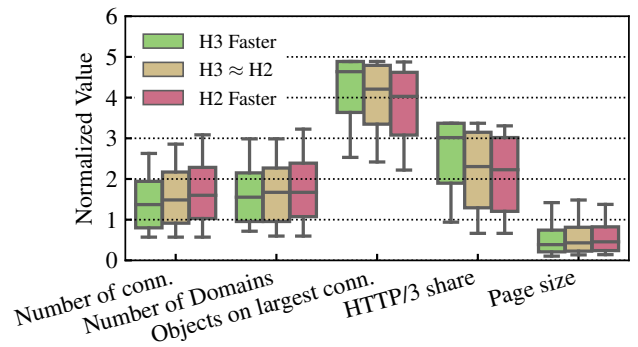 Normalized Value
6
5
4
3
2
1
0
H3 Faster
H3 ≈ H2
H2 Faster
Number of conn.
Number of Domains
Objects on largest conn.
HTTP/3 share
Page size